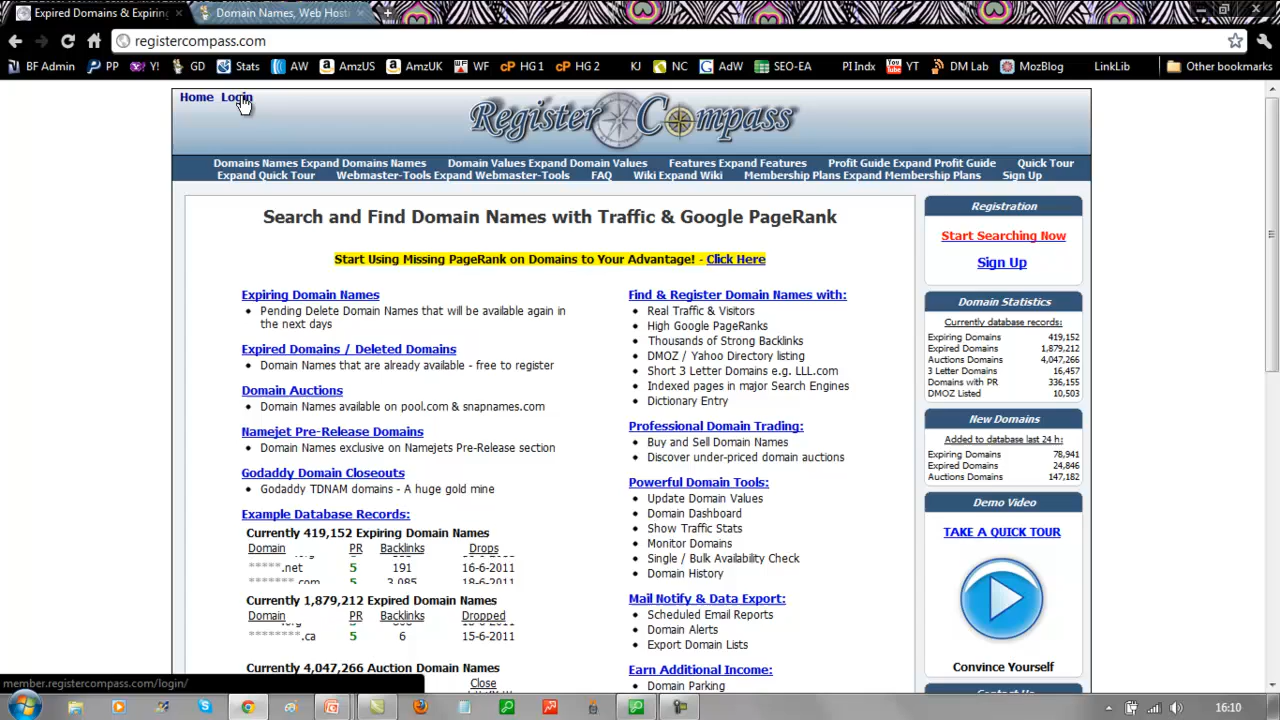 Expired Domains & Expiring
Domain Names, Web Hosti
registercompass.com
BF Admin PP Y! GD Stats AW AmzUS AmzUK WF HG 1 HG 2 KJ NC AdW SEO-EA PI Indx YT DM Lab MozBlog LinkLib Other bookmarks
Home Login
Register Compass
Domains Names Expand Domains Names Domain Values Expand Domain Values Features Expand Features Profit Guide Expand Profit Guide Quick Tour
Expand Quick Tour Webmaster-Tools Expand Webmaster-Tools FAQ Wiki Expand Wiki Membership Plans Expand Membership Plans Sign Up
Search and Find Domain Names with Traffic & Google PageRank
Start Using Missing PageRank on Domains to Your Advantage! - Click Here
Expiring Domain Names
• Pending Delete Domain Names that will be available again in
the next days
Expired Domains / Deleted Domains
• Domain Names that are already available - free to register
Domain Auctions
• Domain Names available on pool.com & snapnames.com
Namejet Pre-Release Domains
• Domain Names exclusive on Namejets Pre-Release section
Godaddy Domain Closeouts
• Godaddy TDNAM domains - A huge gold mine
Example Database Records:
Currently 419,152 Expiring Domain Names
Domain PR Backlinks Drops
*****.net 5 191 16-6-2011
*******.com 5 3,085 18-6-2011
Currently 1,879,212 Expired Domain Names
Domain PR Backlinks Dropped
********.ca 5 6 15-6-2011
Currently 4,047,266 Auction Domain Names
Close
Find & Register Domain Names with:
• Real Traffic & Visitors
• High Google PageRanks
• Thousands of Strong Backlinks
• DMOZ / Yahoo Directory listing
• Short 3 Letter Domains e.g. LLL.com
• Indexed pages in major Search Engines
• Dictionary Entry
Professional Domain Trading:
• Buy and Sell Domain Names
• Discover under-priced domain auctions
Powerful Domain Tools:
• Update Domain Values
• Domain Dashboard
• Show Traffic Stats
• Monitor Domains
• Single / Bulk Availability Check
• Domain History
Mail Notify & Data Export:
• Scheduled Email Reports
• Domain Alerts
• Export Domain Lists
Earn Additional Income:
• Domain Parking
Registration
Start Searching Now
Sign Up
Domain Statistics
Currently database records:
Expiring Domains 419,152
Expired Domains 1,879,212
Auctions Domains 4,047,266
3 Letter Domains 16,457
Domains with PR 336,155
DMOZ Listed 10,503
New Domains
Added to database last 24 h:
Expiring Domains 78,941
Expired Domains 24,846
Auctions Domains 147,182
Demo Video
TAKE A QUICK TOUR
Convince Yourself
member.registercompass.com/login/
16:10